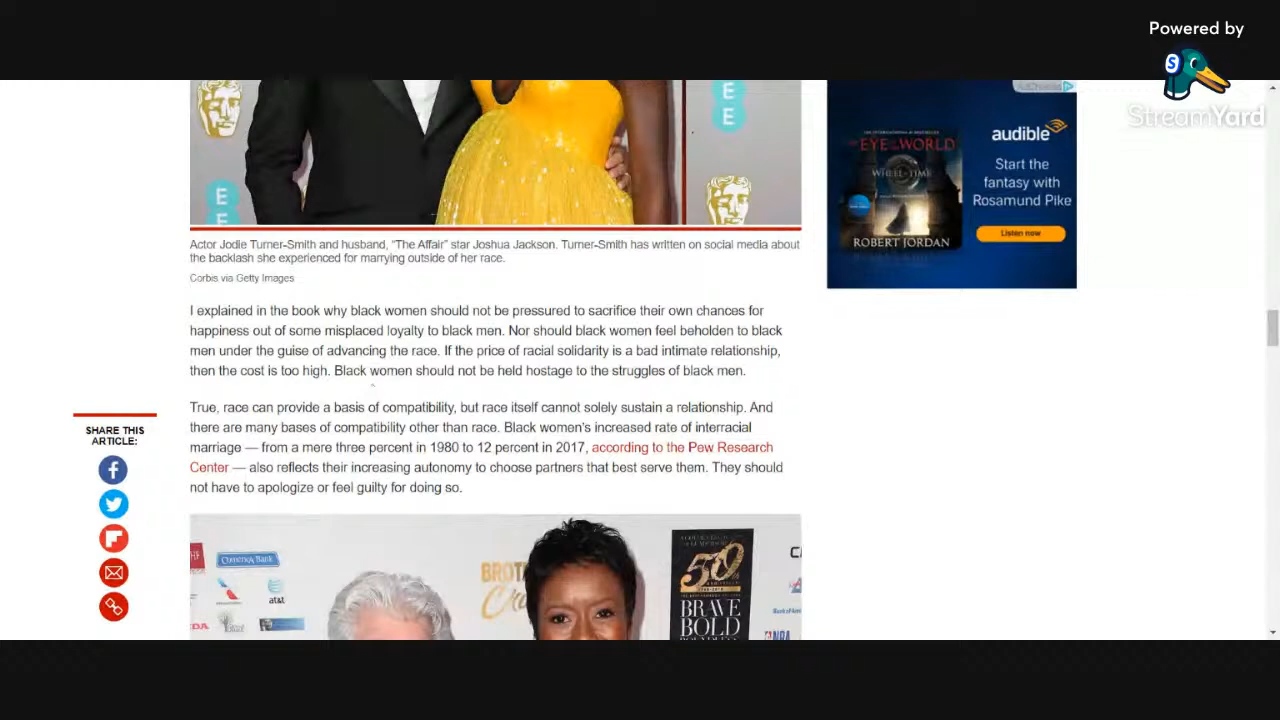 Powered by
S
StreamYard
E
E
E
E
audible
EYE WORLD
WHEEL OF TIME
ROBERT JORDAN
Start the
fantasy with
Rosamund Pike
Listen now
Actor Jodie Turner-Smith and husband, “The Affair” star Joshua Jackson. Turner-Smith has written on social media about
the backlash she experienced for marrying outside of her race.
Corbis via Getty Images
I explained in the book why black women should not be pressured to sacrifice their own chances for
happiness out of some misplaced loyalty to black men. Nor should black women feel beholden to black
men under the guise of advancing the race. If the price of racial solidarity is a bad intimate relationship,
then the cost is too high. Black women should not be held hostage to the struggles of black men.
True, race can provide a basis of compatibility, but race itself cannot solely sustain a relationship. And
there are many bases of compatibility other than race. Black women’s increased rate of interracial
marriage — from a mere three percent in 1980 to 12 percent in 2017, according to the Pew Research
Center — also reflects their increasing autonomy to choose partners that best serve them. They should
not have to apologize or feel guilty for doing so.
SHARE THIS
ARTICLE:
Comerica Bank
American Airlines
at&t
BROTH
Cr
50
BRAVE
BOLD
Bank of Amer
NBA